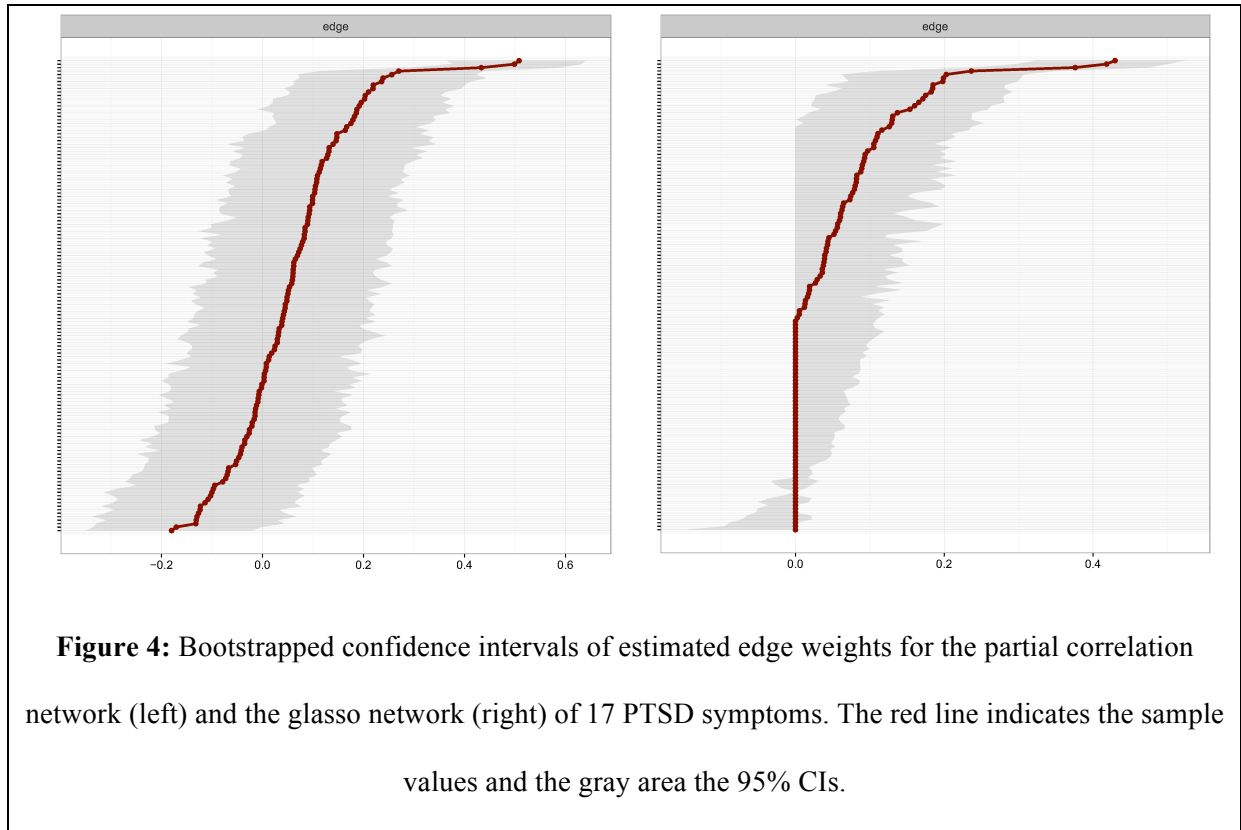 edge
edge
−0.2 0.0 0.2 0.4 0.6
0.0 0.2 0.4
Figure 4: Bootstrapped confidence intervals of estimated edge weights for the partial correlation
network (left) and the glasso network (right) of 17 PTSD symptoms. The red line indicates the sample
values and the gray area the 95% CIs.